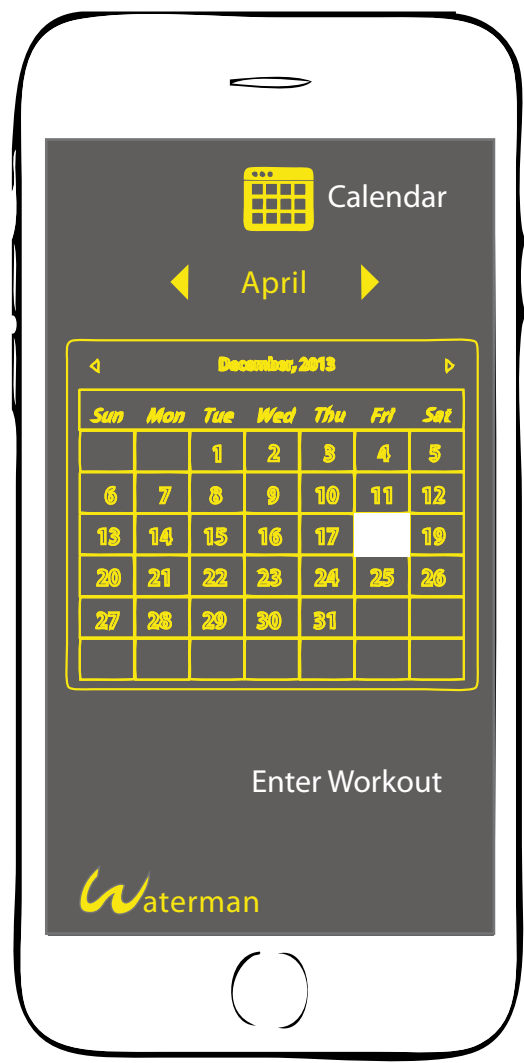 Calendar
April
December, 2013
Sun Mon Tue Wed Thu Fri Sat
1 2 3 4 5
6 7 8 9 10 11 12
13 14 15 16 17 19
20 21 22 23 24 25 26
27 28 29 30 31
Enter Workout
Waterman